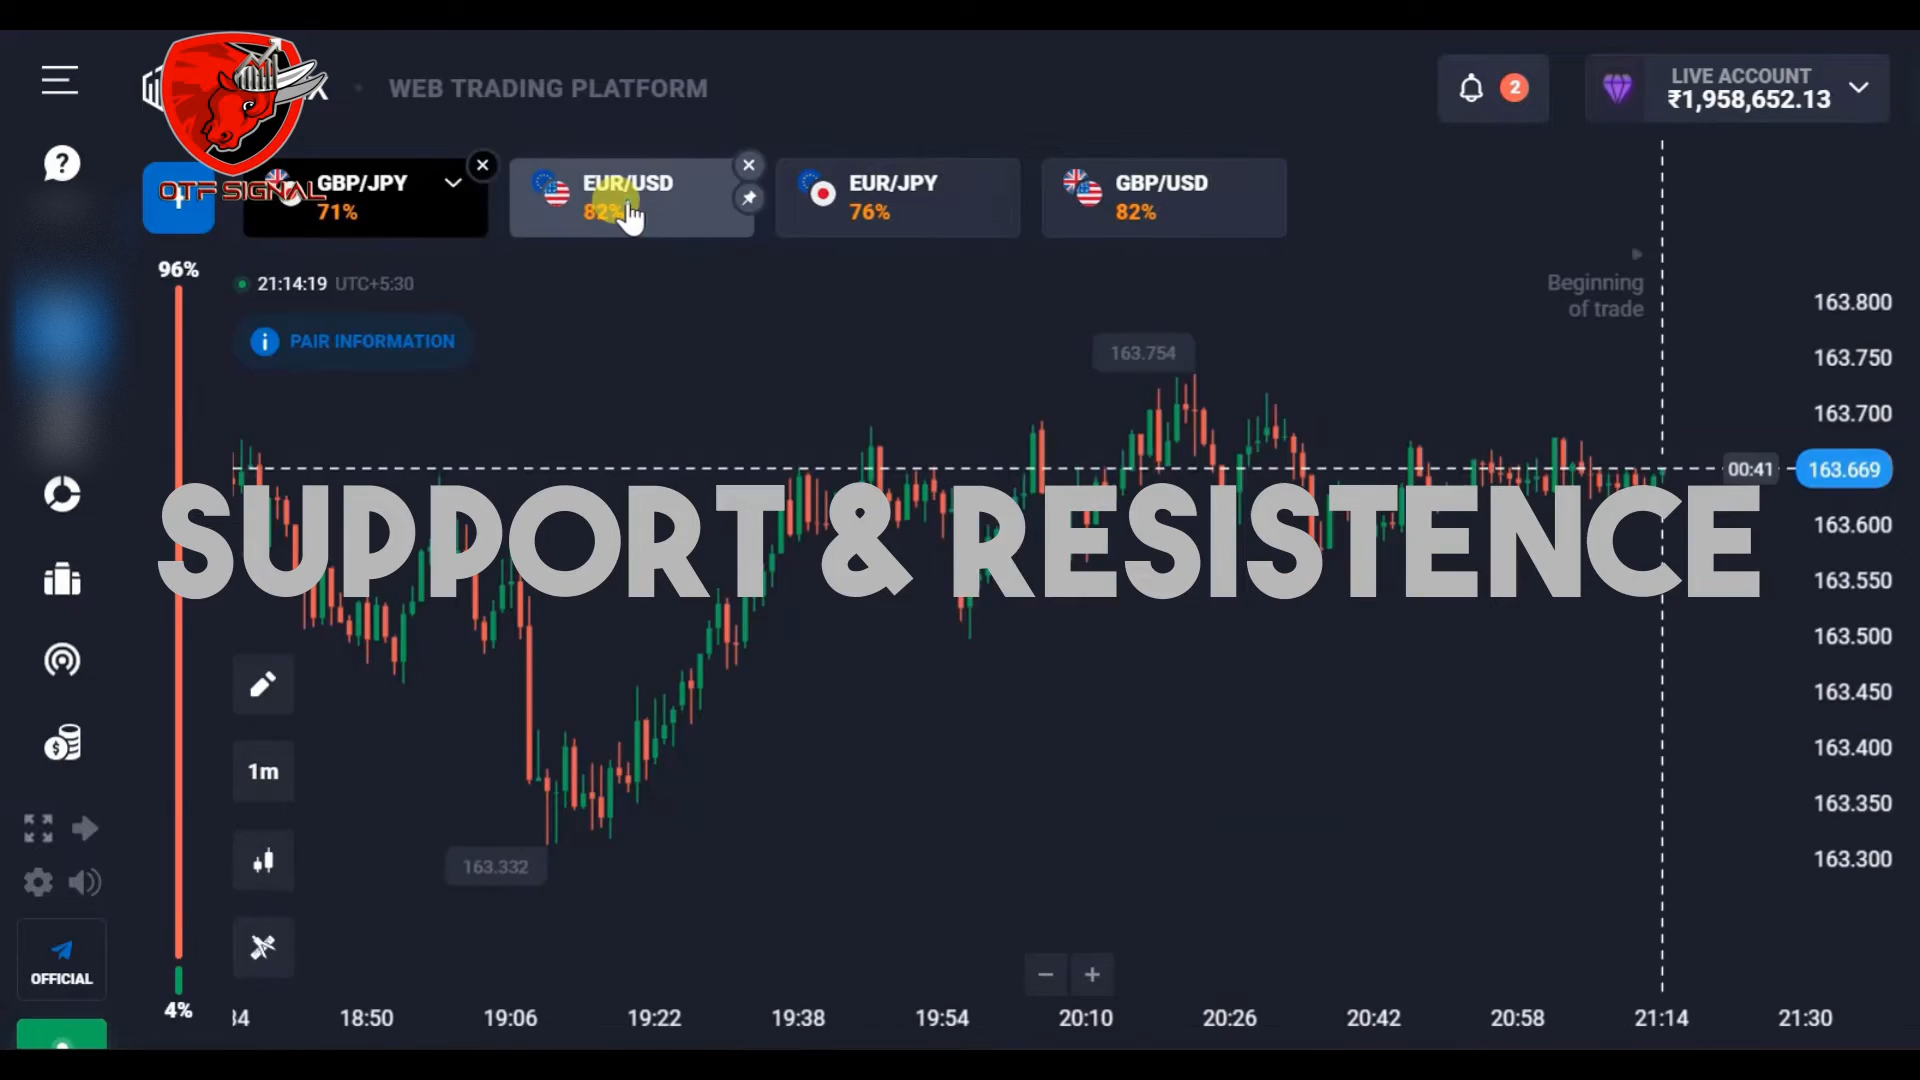 WEB TRADING PLATFORM
2
LIVE ACCOUNT
₹1,958,652.13
OTF SIGNAL
GBP/JPY
71%
EUR/USD
82%
EUR/JPY
76%
GBP/USD
82%
96%
21:14:19 UTC+5:30
PAIR INFORMATION
Beginning
of trade
163.754
163.800
163.750
163.700
00:41
163.669
SUPPORT & RESISTENCE
163.600
163.550
163.500
163.450
163.400
163.350
163.300
1m
163.332
OFFICIAL
4%
18:50
19:06
19:22
19:38
19:54
20:10
20:26
20:42
20:58
21:14
21:30